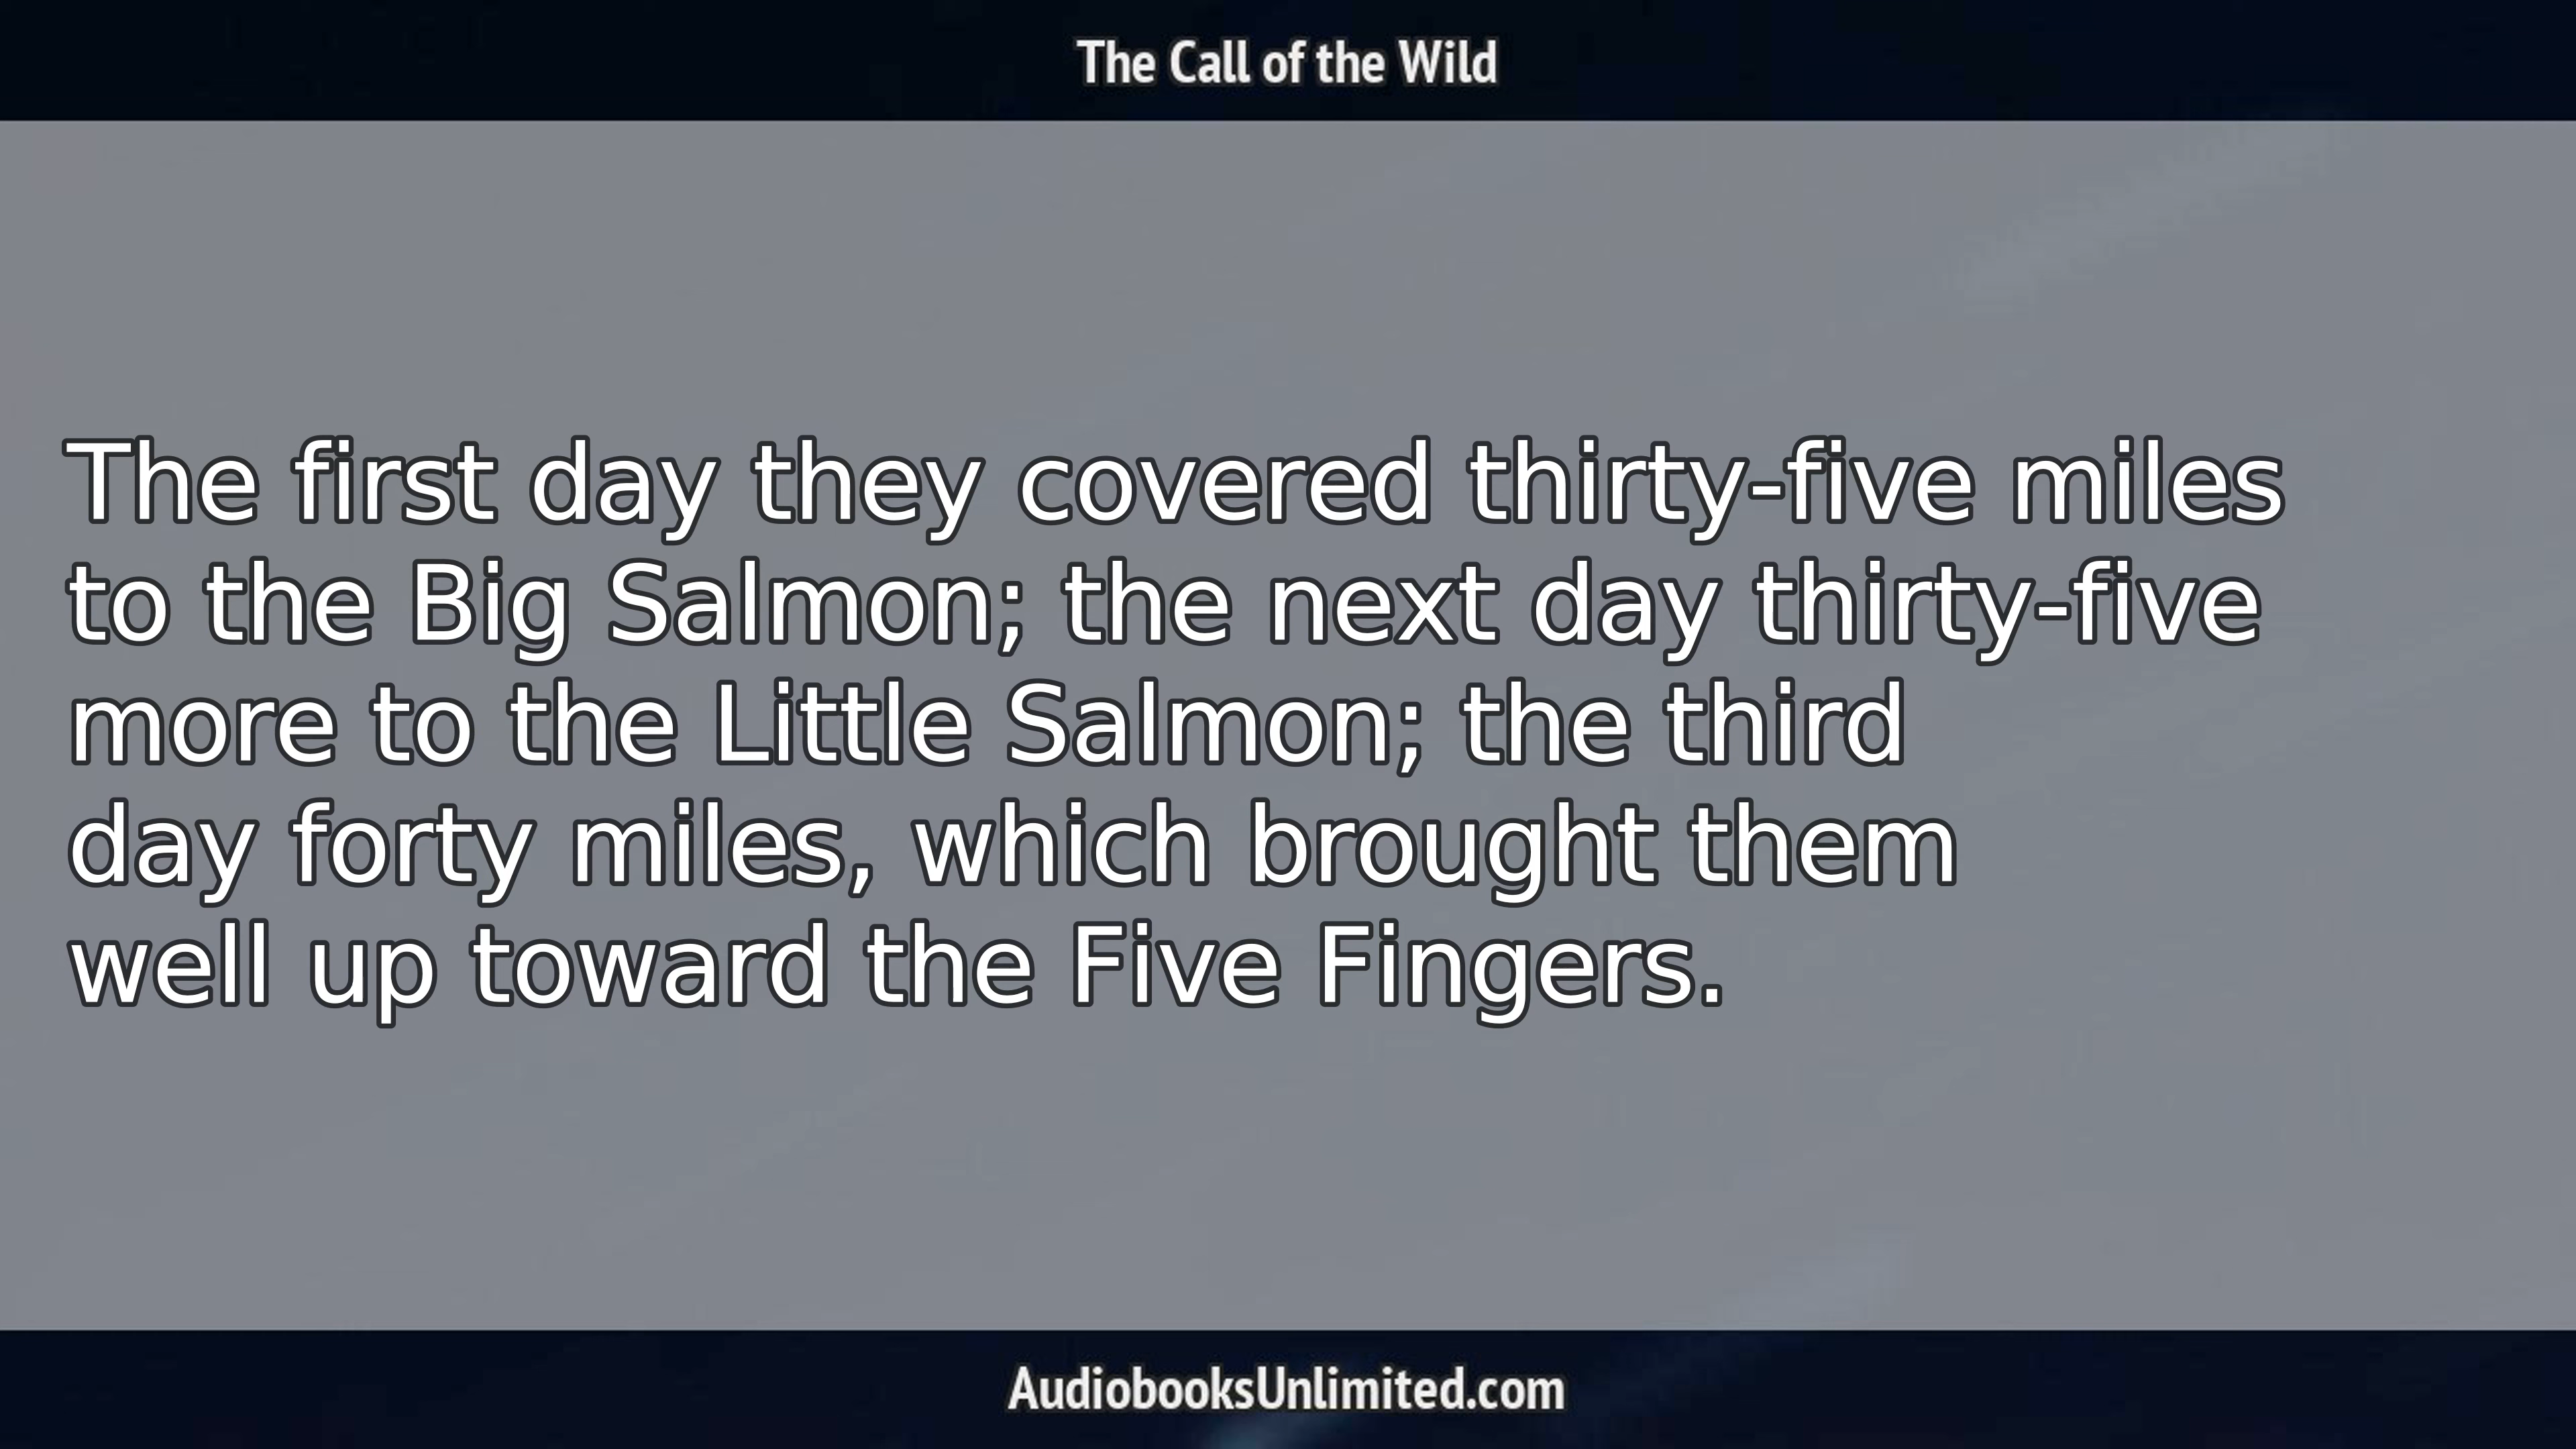 The Call of the Wild
The first day they covered thirty-five miles
to the Big Salmon; the next day thirty-five
more to the Little Salmon; the third
day forty miles, which brought them
well up toward the Five Fingers.
AudiobooksUnlimited.com